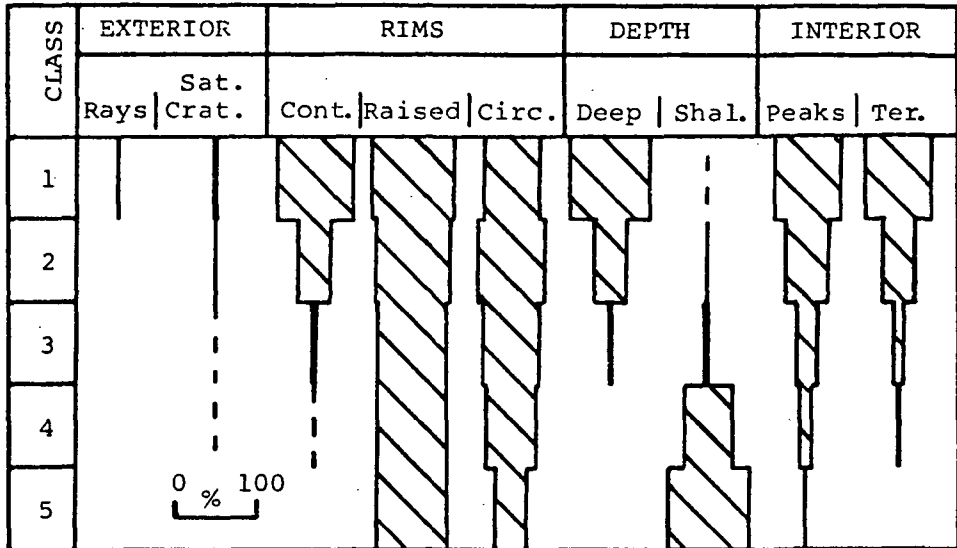 CLASS
EXTERIOR RIMS DEPTH INTERIOR
Sat.
Rays Crat. Cont. Raised Circ. Deep Shal. Peaks Ter.
1
2
3
4
0 % 100
5